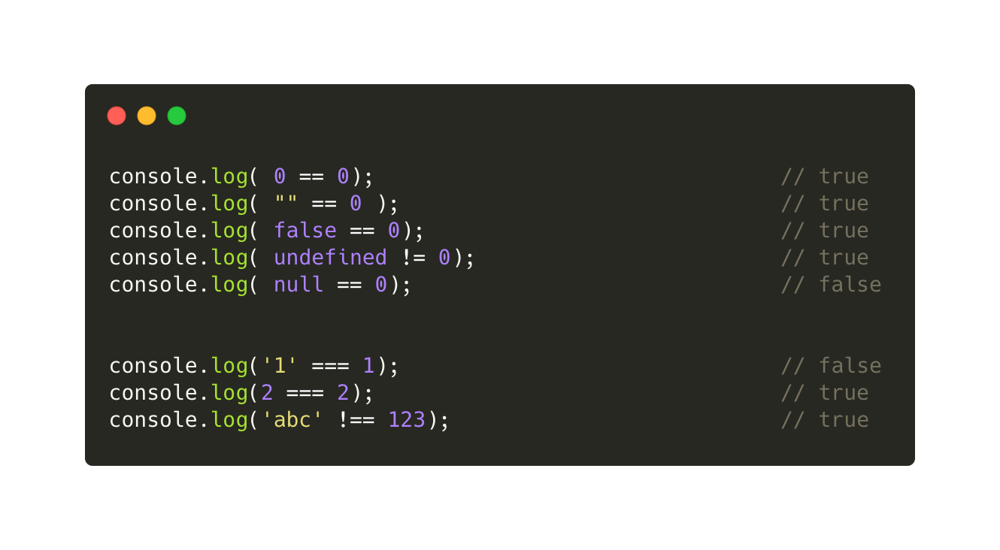 console.log( 0 == 0); // true
console.log( "" == 0 ); // true
console.log( false == 0); // true
console.log( undefined != 0); // true
console.log( null == 0); // false
console.log('1' === 1); // false
console.log(2 === 2); // true
console.log('abc' !== 123); // true